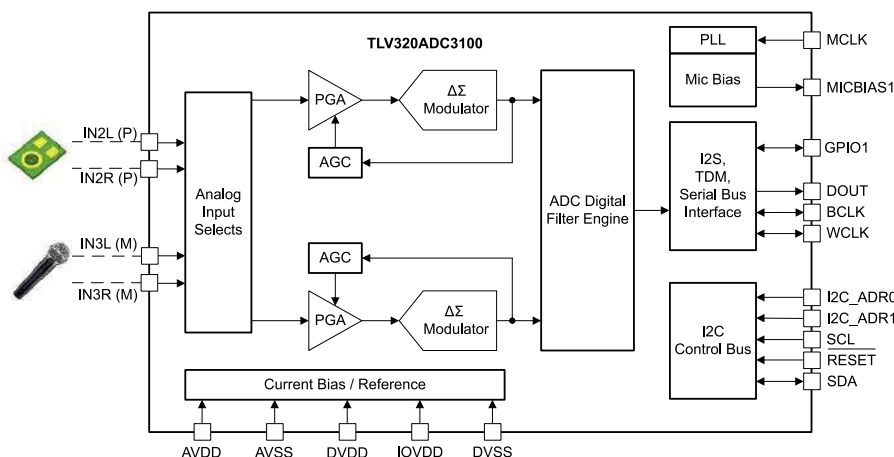 TLV320ADC3100
PLL
MCLK
Mic Bias
MICBIAS1
PGA
ΔΣ
Modulator
AGC
IN2L (P)
IN2R (P)
Analog
Input
Selects
ADC Digital
Filter Engine
I2S,
TDM,
Serial Bus
Interface
GPIO1
DOUT
BCLK
WCLK
IN3L (M)
IN3R (M)
AGC
PGA
ΔΣ
Modulator
I2C
Control Bus
I2C_ADR0
I2C_ADR1
SCL
RESET
SDA
Current Bias / Reference
AVDD
AVSS
DVDD
IOVDD
DVSS